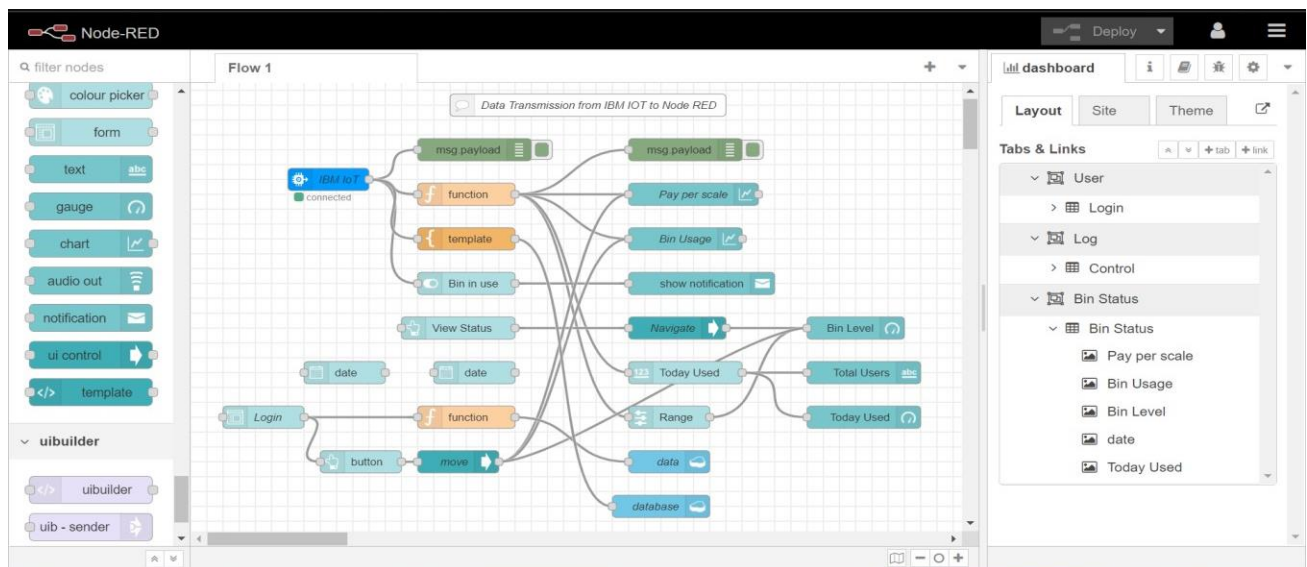 Node-RED
Deploy
filter nodes
Flow 1
dashboard
i
colour picker
form
text
abc
gauge
chart
audio out
notification
ui control
template
uibuilder
uibuilder
uib - sender
Data Transmission from IBM IOT to Node RED
msg.payload
msg.payload
IBM IoT
connected
function
Pay per scale
template
Bin Usage
Bin in use
show notification
View Status
Navigate
Bin Level
date
date
123 Today Used
Total Users abc
Login
function
Range
Today Used
button
move
data
database
Layout
Site
Theme
Tabs & Links
+ tab
+ link
User
Login
Log
Control
Bin Status
Bin Status
Pay per scale
Bin Usage
Bin Level
date
Today Used